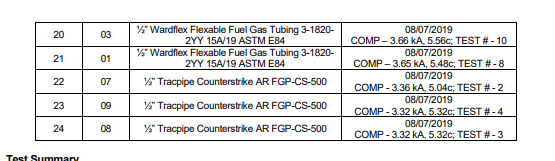 20 03 ½" Wardflex Flexable Fuel Gas Tubing 3-1820-2YY 15A/19 ASTM E84 08/07/2019 COMP – 3.66 kA, 5.56c; TEST # - 10
21 01 ½" Wardflex Flexable Fuel Gas Tubing 3-1820-2YY 15A/19 ASTM E84 08/07/2019 COMP – 3.65 kA, 5.48c; TEST # - 8
22 07 ½" Tracpipe Counterstrike AR FGP-CS-500 08/07/2019 COMP - 3.36 kA, 5.04c; TEST # - 2
23 09 ½" Tracpipe Counterstrike AR FGP-CS-500 08/07/2019 COMP - 3.32 kA, 5.32c; TEST # - 4
24 08 ½" Tracpipe Counterstrike AR FGP-CS-500 08/07/2019 COMP - 3.32 kA, 5.32c; TEST # - 3
Test Summary